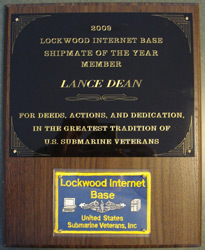 2009
LOCKWOOD INTERNET BASE
SHIPMATE OF THE YEAR
MEMBER
LANCE DEAN
FOR DEEDS, ACTIONS, AND DEDICATION,
IN THE GREATEST TRADITION OF
U.S. SUBMARINE VETERANS
Lockwood Internet
Base
United States
Submarine Veterans, Inc